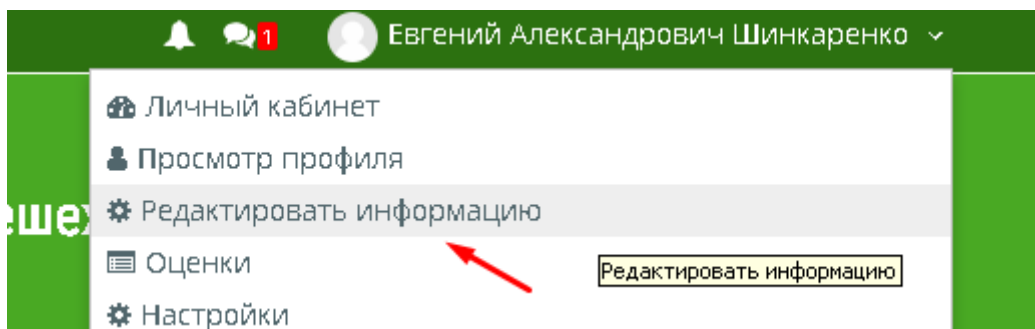 1 Евгений Александрович Шинкаренко
Личный кабинет
Просмотр профиля
Редактировать информацию
Оценки
Редактировать информацию
Настройки